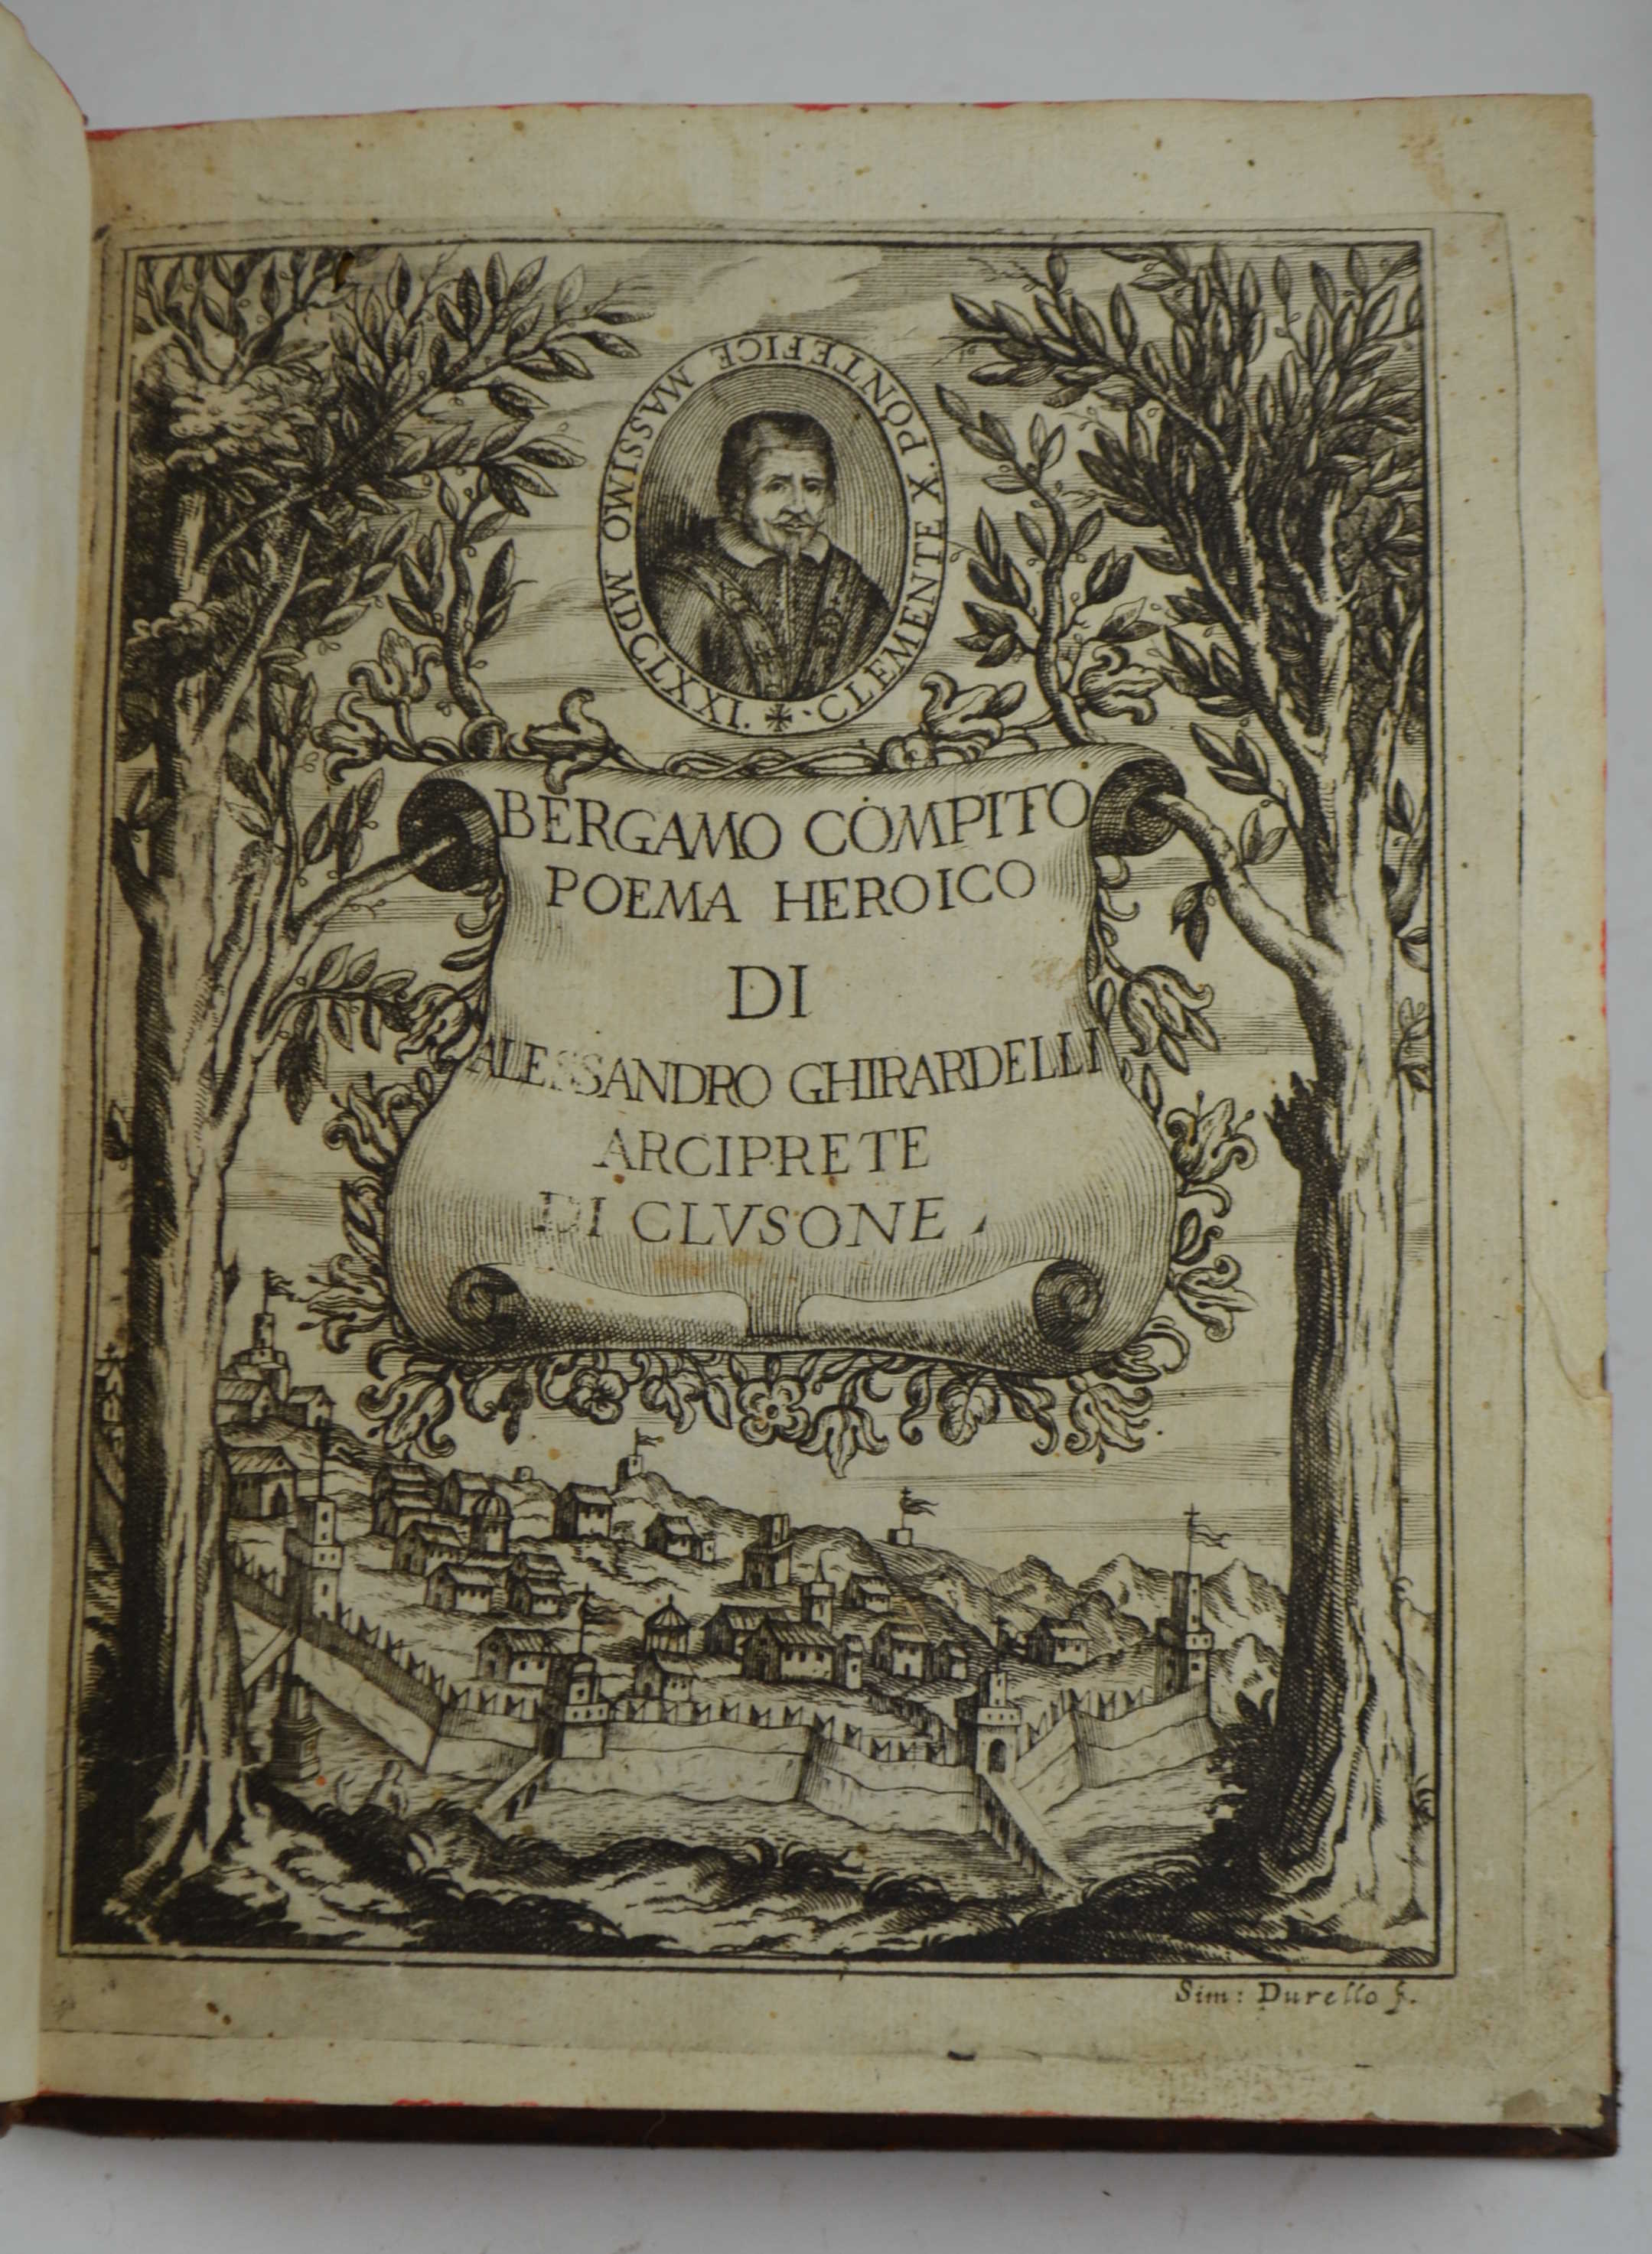 CLEMENTE X. PONTEFICE MASSIMO MDCLXXI.
BERGAMO COMPITO
POEMA HEROICO
DI
ALESSANDRO GHIRARDELLI
ARCIPRETE
DI CLVSONE
Sim: Durello f.